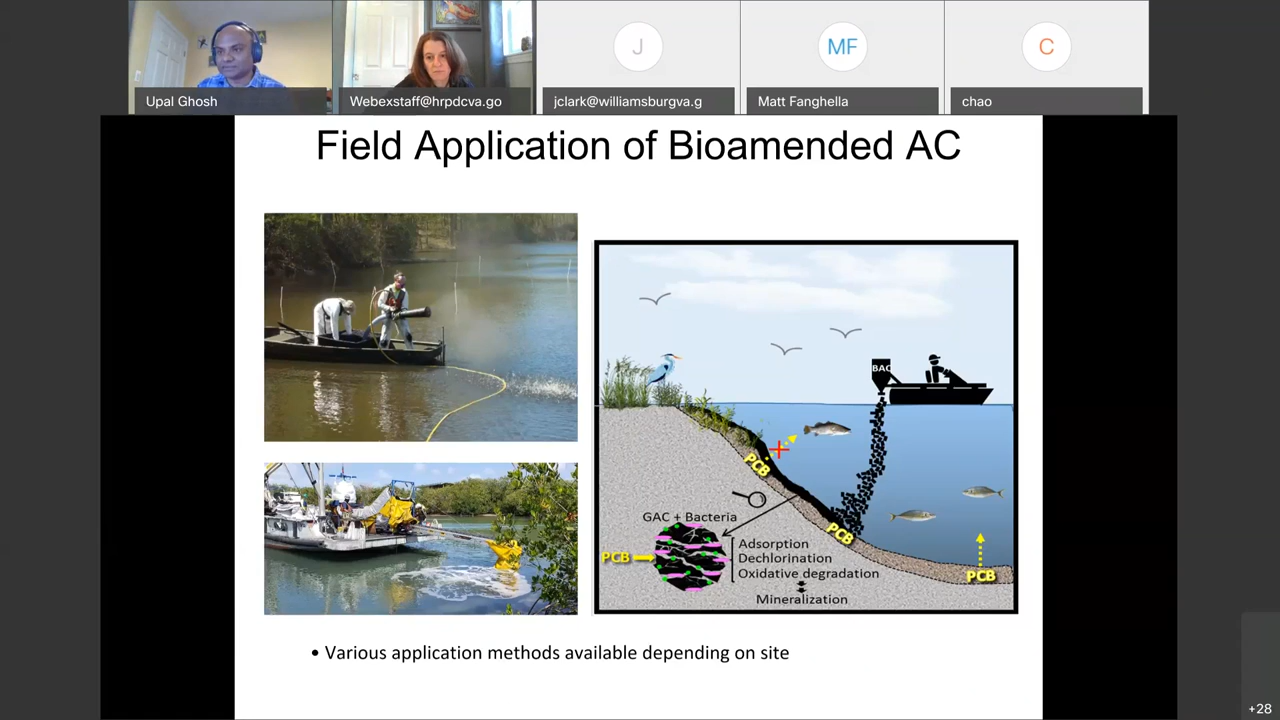 J
MF
C
Upal Ghosh
Webexstaff@hrpdcva.go
jclark@williamsburgva.g
Matt Fanghella
chao
Field Application of Bioamended AC
BAC
PCB
GAC + Bacteria
PCB
PCB
Adsorption
Dechlorination
Oxidative degradation
Mineralization
PCB
• Various application methods available depending on site
+28